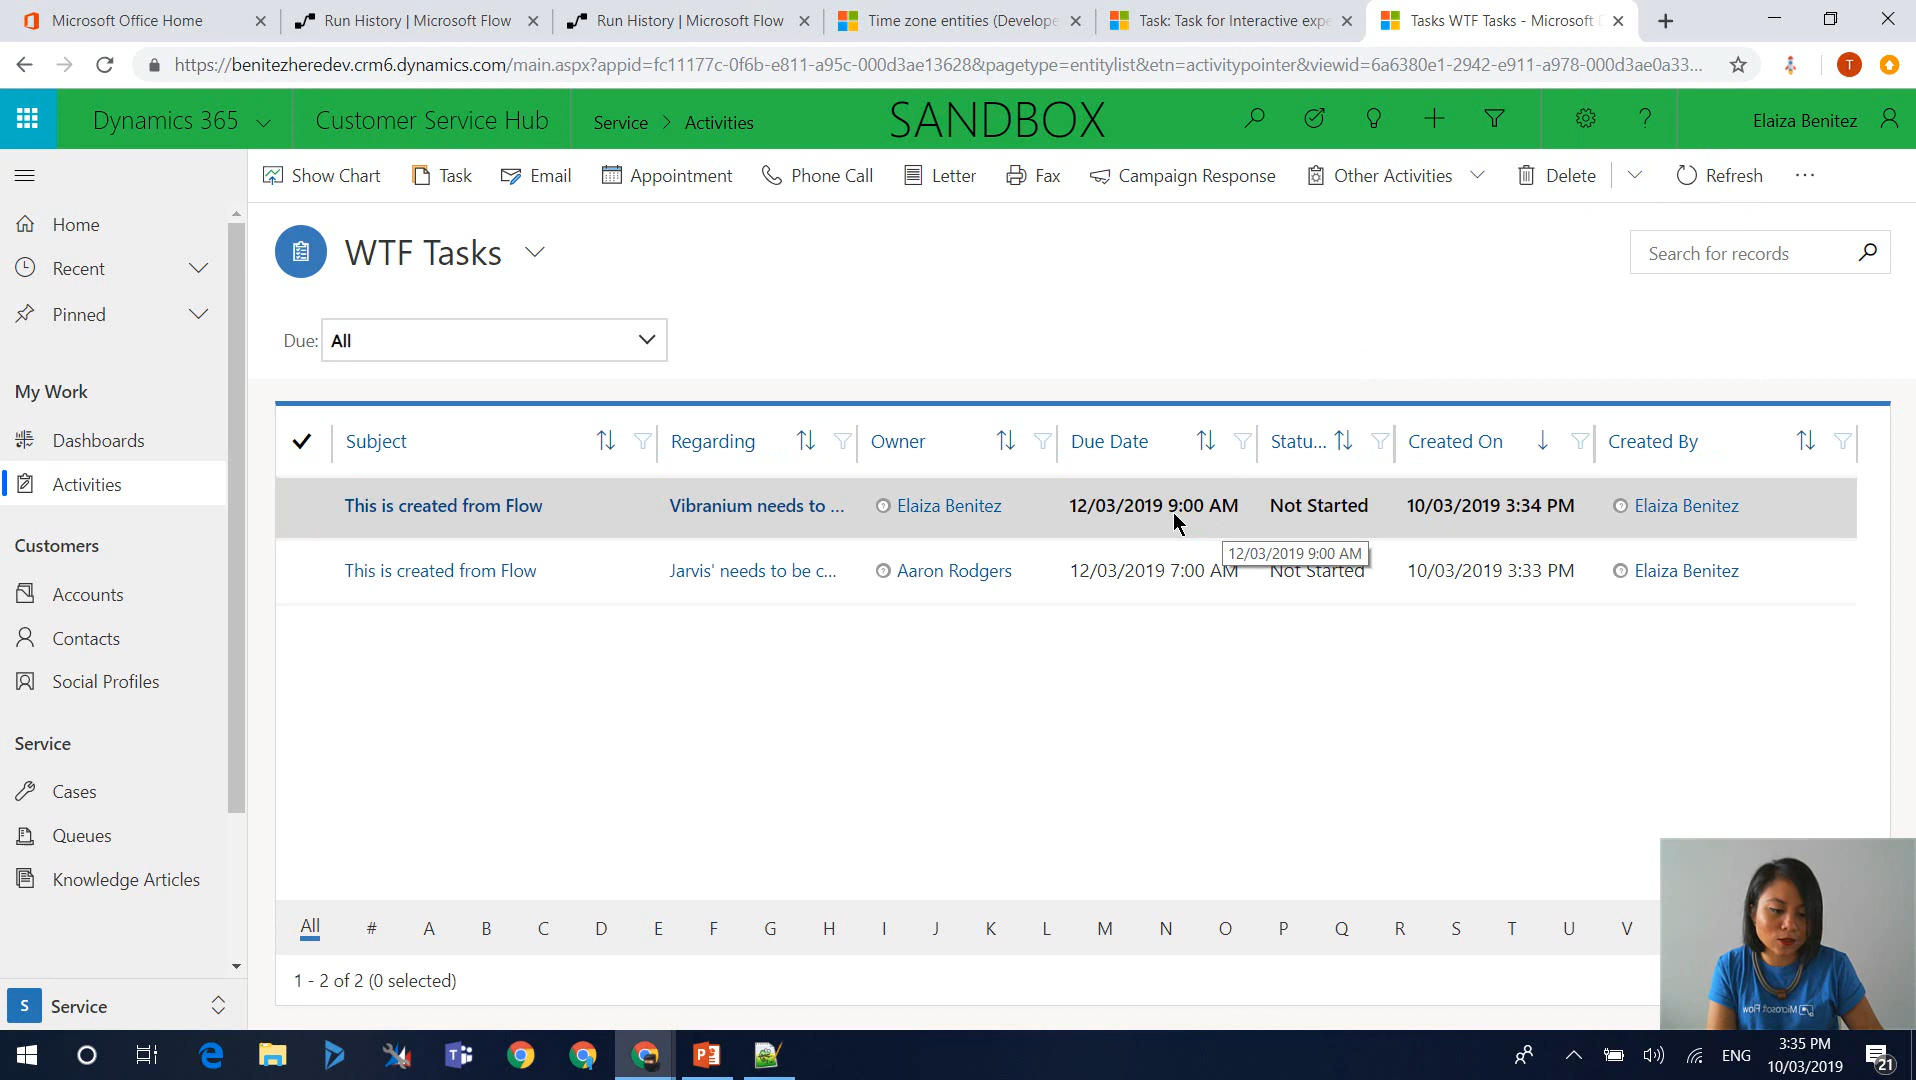 Microsoft Office Home
Run History | Microsoft Flow
Run History | Microsoft Flow
Time zone entities (Develope
Task: Task for Interactive expe
Tasks WTF Tasks - Microsoft
https://benitezheredev.crm6.dynamics.com/main.aspx?appid=fc11177c-0f6b-e811-a95c-000d3ae13628&pagetype=entitylist&etn=activitypointer&viewid=6a6380e1-2942-e911-a978-000d3ae0a33...
T
Dynamics 365
Customer Service Hub
Service > Activities
SANDBOX
Elaiza Benitez
Show Chart
Task
Email
Appointment
Phone Call
Letter
Fax
Campaign Response
Other Activities
Delete
Refresh
Home
Recent
Pinned
My Work
Dashboards
Activities
Customers
Accounts
Contacts
Social Profiles
Service
Cases
Queues
Knowledge Articles
S Service
WTF Tasks
Search for records
Due: All
Subject Regarding Owner Due Date Statu... Created On Created By
This is created from Flow Vibranium needs to ... Elaiza Benitez 12/03/2019 9:00 AM Not Started 10/03/2019 3:34 PM Elaiza Benitez
12/03/2019 9:00 AM
This is created from Flow Jarvis' needs to be c... Aaron Rodgers 12/03/2019 7:00 AM Not Started 10/03/2019 3:33 PM Elaiza Benitez
All # A B C D E F G H I J K L M N O P Q R S T U V
1 - 2 of 2 (0 selected)
Microsoft Flow
ENG
3:35 PM
10/03/2019
21